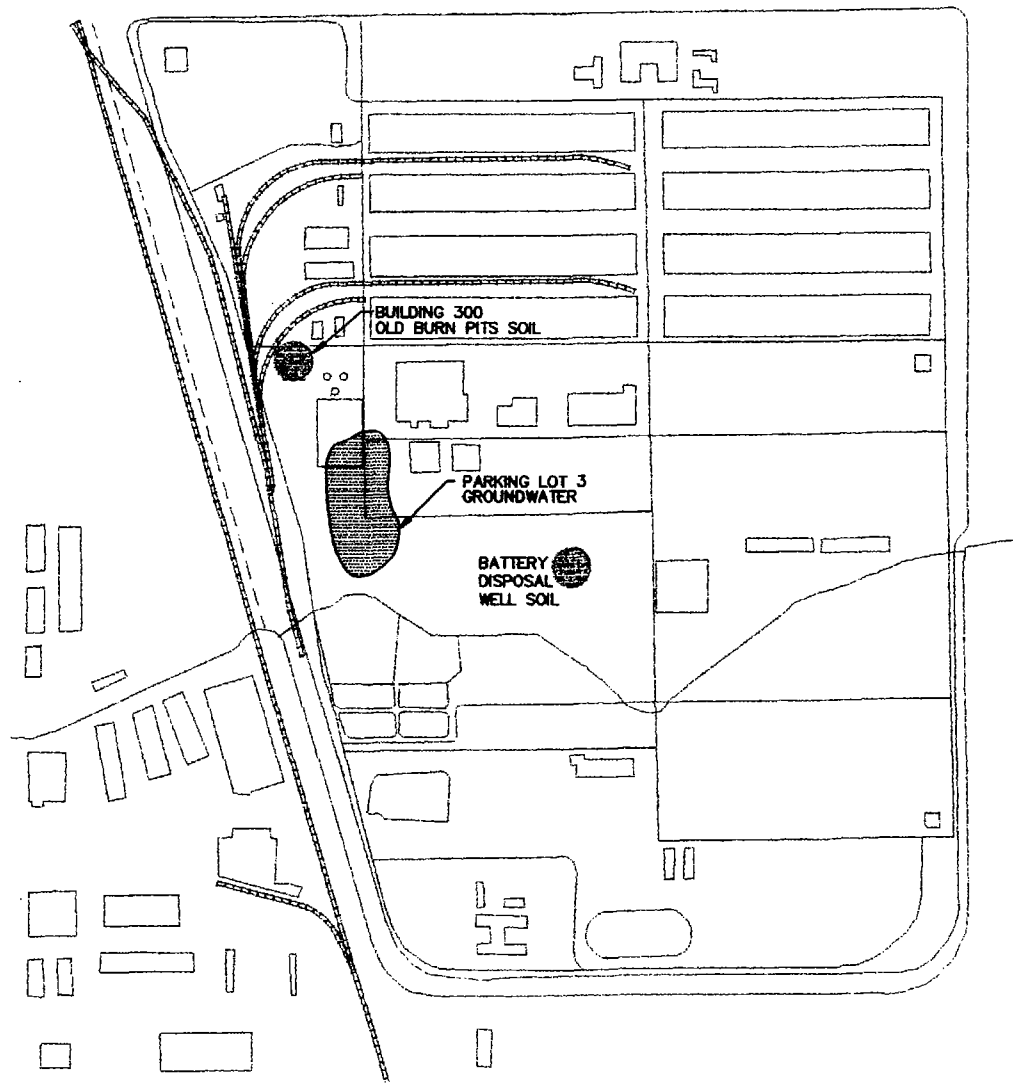 BUILDING 300
OLD BURN PITS SOIL
PARKING LOT 3
GROUNDWATER
BATTERY
DISPOSAL
WELL SOIL